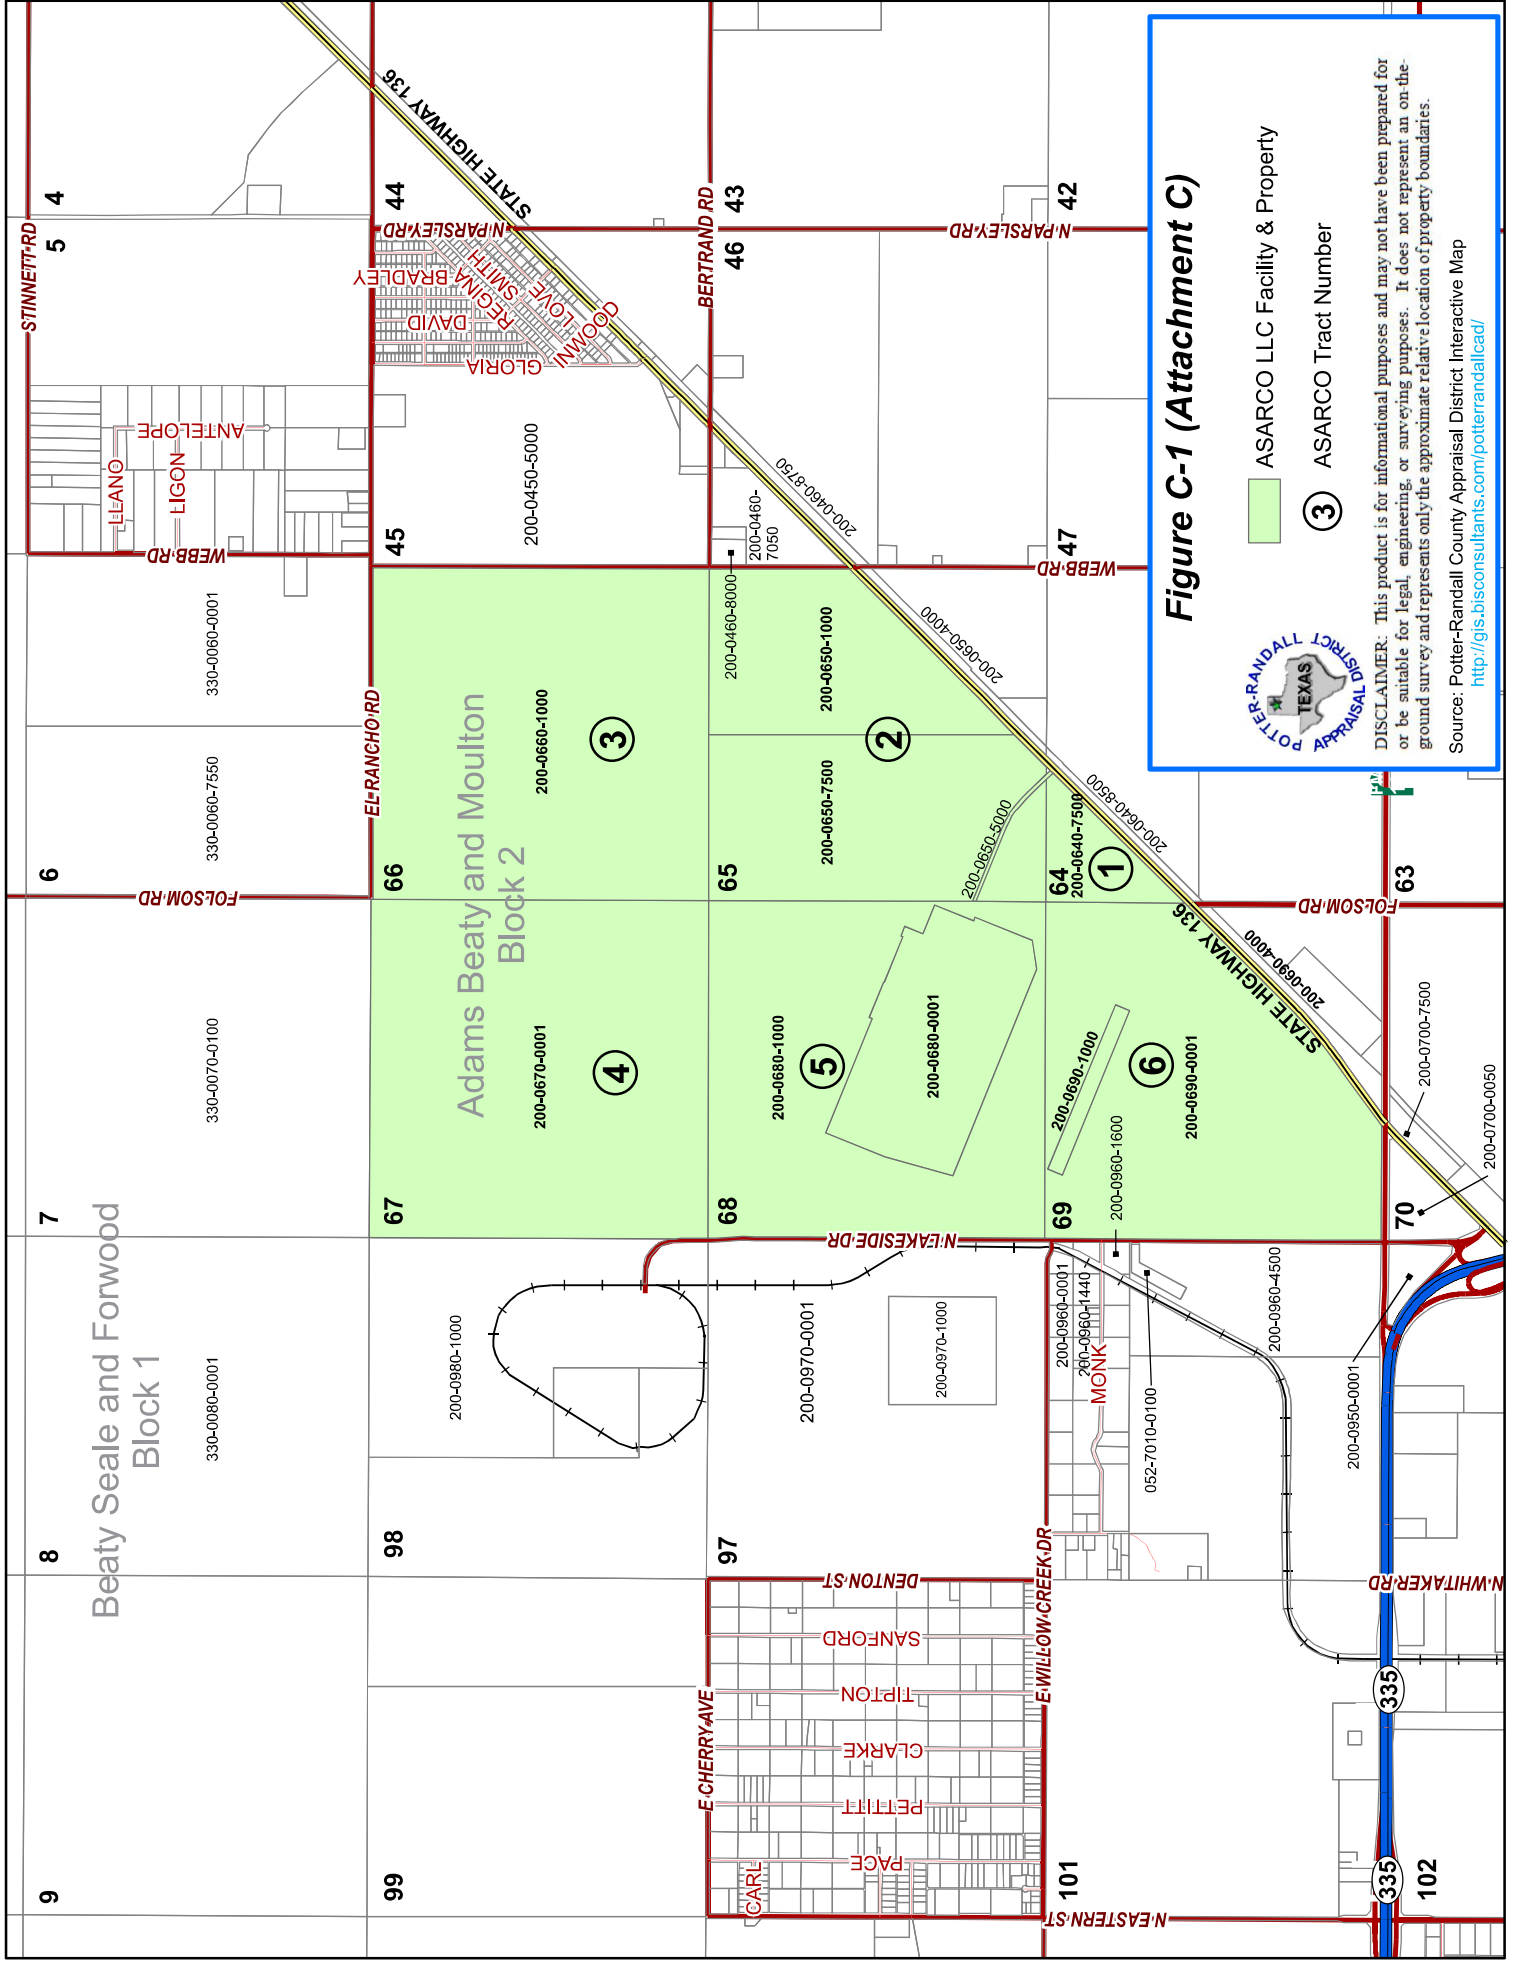 9
8
7
6
5
4
Beaty Seale and Forwood
Block 1
330-0080-0001
330-0070-0100
330-0060-7550
330-0060-0001
FOLSOM RD
WEBB RD
STINNETT RD
LLANO
LIGON
ANTELOPE
EL RANCHO RD
99
98
67
66
45
44
Adams Beaty and Moulton
Block 2
200-0980-1000
200-0670-0001
4
200-0660-1000
3
200-0450-5000
GLORIA
DAVID
BRADLEY
REGINA
SMITH
LOVE
INWOOD
N PARSLEY RD
STATE HIGHWAY 136
E CHERRY AVE
BERTRAND RD
97
68
65
46
43
CARL
PACE
PETTITT
CLARKE
TIPTON
SANFORD
DENTON ST
200-0970-0001
200-0970-1000
N LAKESIDE DR
200-0680-1000
5
200-0680-0001
200-0650-7500
2
200-0650-1000
200-0650-5000
200-0460-8000
200-0460-
7050
200-0460-8750
200-0650-4000
N PARSLEY RD
E WILLOW CREEK DR
101
69
64
47
42
N EASTERN ST
MONK
200-0960-0001
200-0960-1440
200-0960-1600
052-7010-0100
200-0960-4500
200-0690-1000
6
200-0690-0001
200-0640-7500
1
200-0640-8500
WEBB RD
STATE HIGHWAY 136
200-0690-4000
FOLSOM RD
200-0950-0001
335
335
102
N WHITAKER RD
70
63
200-0700-7500
200-0700-0050
Figure C-1 (Attachment C)
POTTER-RANDALL
TEXAS
APPRAISAL DISTRICT
ASARCO LLC Facility & Property
3
ASARCO Tract Number
DISCLAIMER: This product is for informational purposes and may not have been prepared for
or be suitable for legal, engineering, or surveying purposes. It does not represent an on-the-
ground survey and represents only the approximate relative location of property boundaries.
Source: Potter-Randall County Appraisal District Interactive Map
http://gis.bisconsultants.com/potterrandallcad/